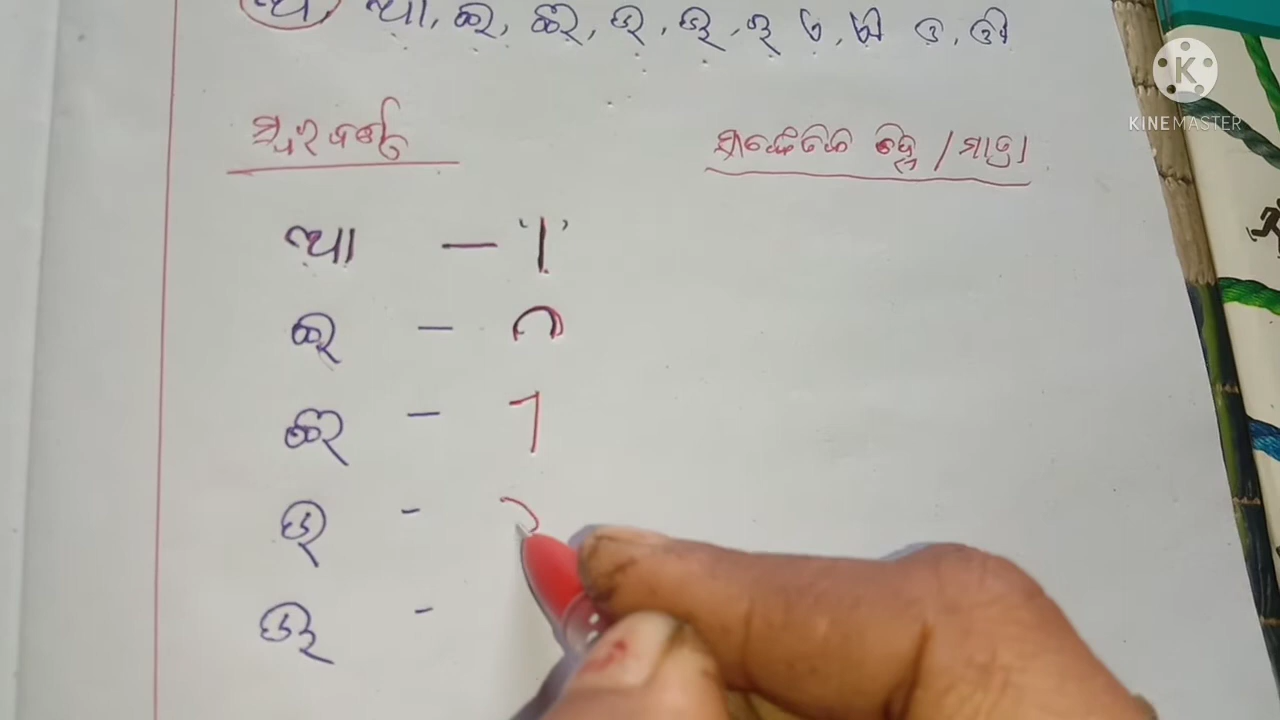 ଅ, ଆ, ଇ, ଈ, ଉ, ଊ, ଋ ଏ, ଐ ଓ, ଔ
KINEMASTER
ସ୍ୱରବର୍ଣ୍ଣ ସାଙ୍କେତିକ ଚିହ୍ନ / ମାତ୍ରା
ଆ — 'ା'
ଇ - ି
ଈ - ୀ
ଉ -
ଊ -